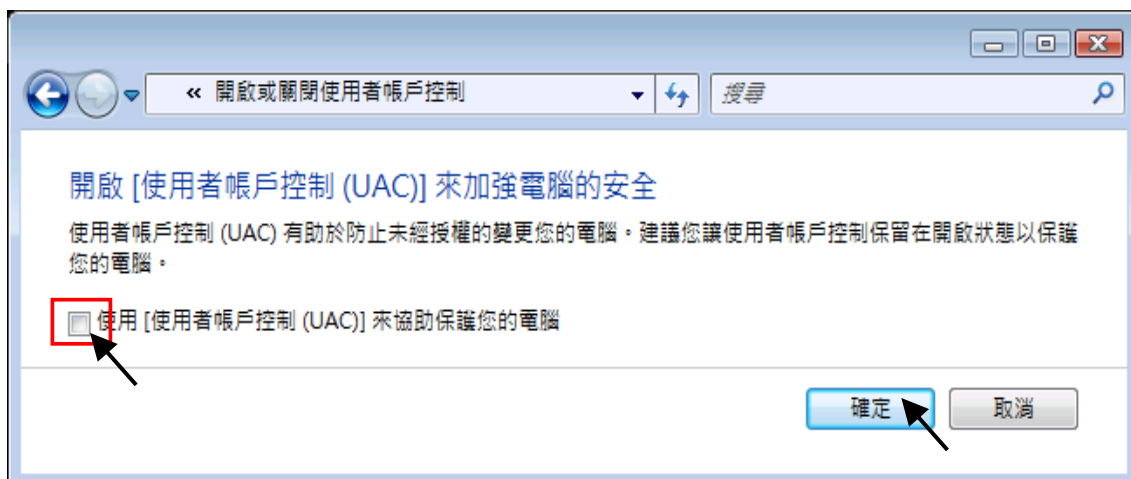 « 開啟或關閉使用者帳戶控制
搜尋
開啟 [使用者帳戶控制 (UAC)] 來加強電腦的安全
使用者帳戶控制 (UAC) 有助於防止未經授權的變更您的電腦。建議您讓使用者帳戶控制保留在開啟狀態以保護
您的電腦。
使用 [使用者帳戶控制 (UAC)] 來協助保護您的電腦
確定
取消